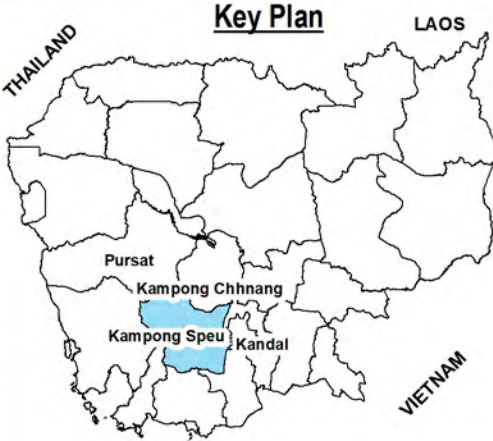 Key Plan
LAOS
THAILAND
Pursat
Kampong Chhnang
Kampong Speu
Kandal
VIETNAM